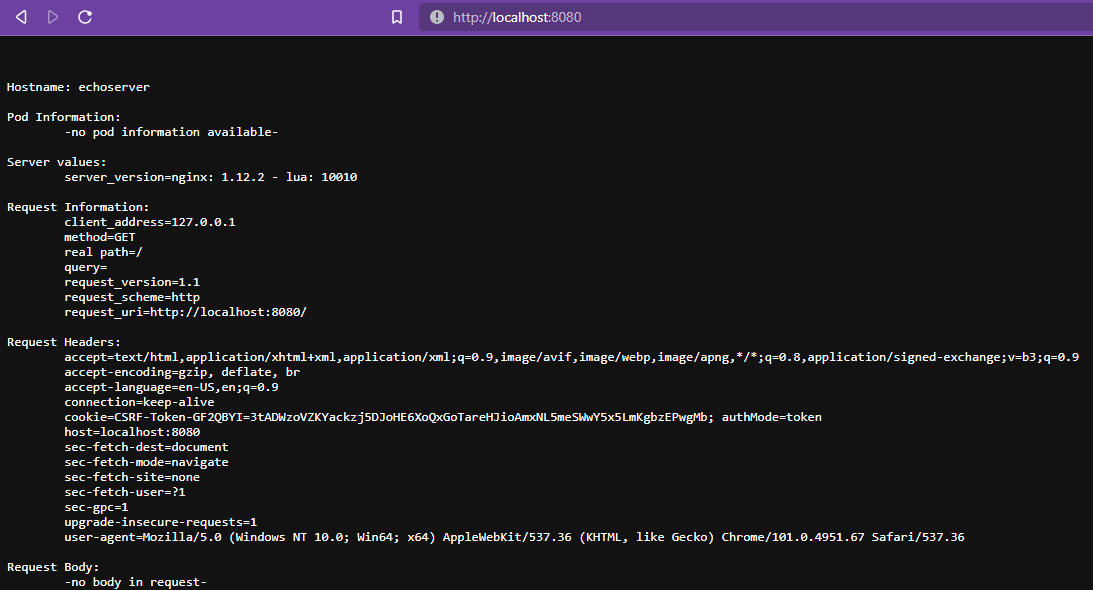 http://localhost:8080
Hostname: echoserver
Pod Information:
-no pod information available-
Server values:
server_version=nginx: 1.12.2 - lua: 10010
Request Information:
client_address=127.0.0.1
method=GET
real path=/
query=
request_version=1.1
request_scheme=http
request_uri=http://localhost:8080/
Request Headers:
accept=text/html,application/xhtml+xml,application/xml;q=0.9,image/avif,image/webp,image/apng,*/*;q=0.8,application/signed-exchange;v=b3;q=0.9
accept-encoding=gzip, deflate, br
accept-language=en-US,en;q=0.9
connection=keep-alive
cookie=CSRF-Token-GF2QBYI=3tADWzoVZKYackzj5DJoHE6XoQxGoTareHJioAmxNL5meSWwY5x5LmKgbzEPwgMb; authMode=token
host=localhost:8080
sec-fetch-dest=document
sec-fetch-mode=navigate
sec-fetch-site=none
sec-fetch-user=?1
sec-gpc=1
upgrade-insecure-requests=1
user-agent=Mozilla/5.0 (Windows NT 10.0; Win64; x64) AppleWebKit/537.36 (KHTML, like Gecko) Chrome/101.0.4951.67 Safari/537.36
Request Body:
-no body in request-